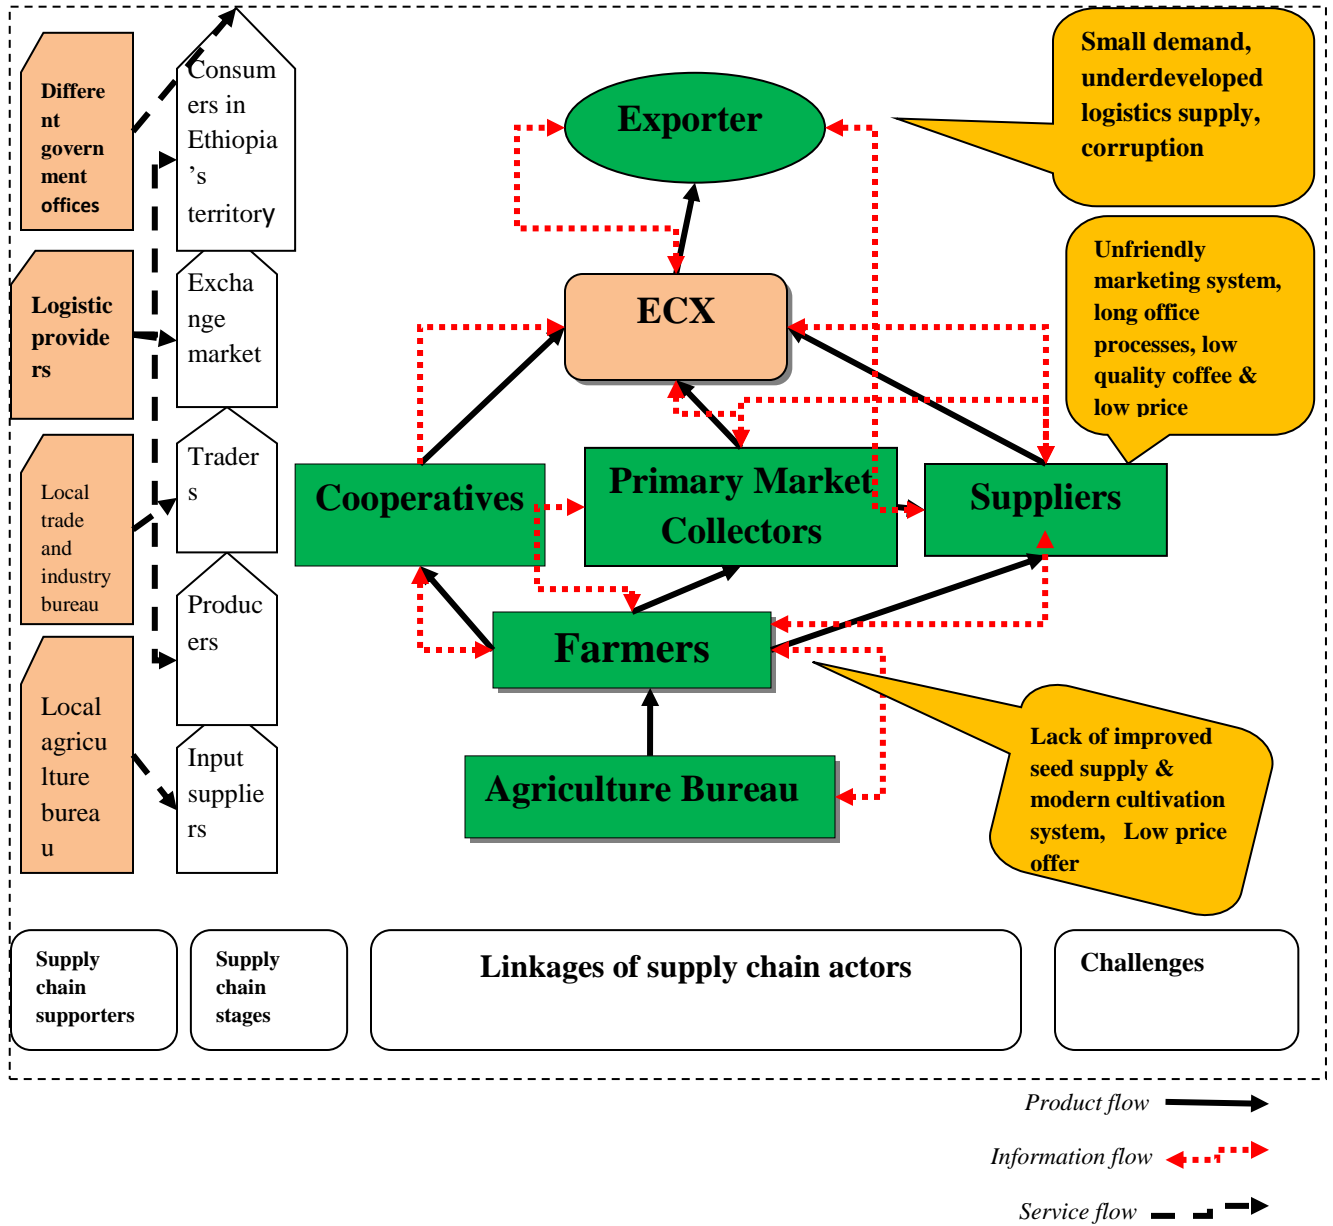 Differe
nt
govern
ment
offices
Logistic
provide
rs
Local
trade
and
industry
bureau
Local
agricu
lture
burea
u
Consum
ers in
Ethiopia
’s
territory
Excha
nge
market
Trader
s
Produc
ers
Input
supplie
rs
Exporter
ECX
Cooperatives
Primary Market
Collectors
Suppliers
Farmers
Agriculture Bureau
Small demand,
underdeveloped
logistics supply,
corruption
Unfriendly
marketing system,
long office
processes, low
quality coffee &
low price
Lack of improved
seed supply &
modern cultivation
system, Low price
offer
Supply
chain
supporters
Supply
chain
stages
Linkages of supply chain actors
Challenges
Product flow
Information flow
Service flow